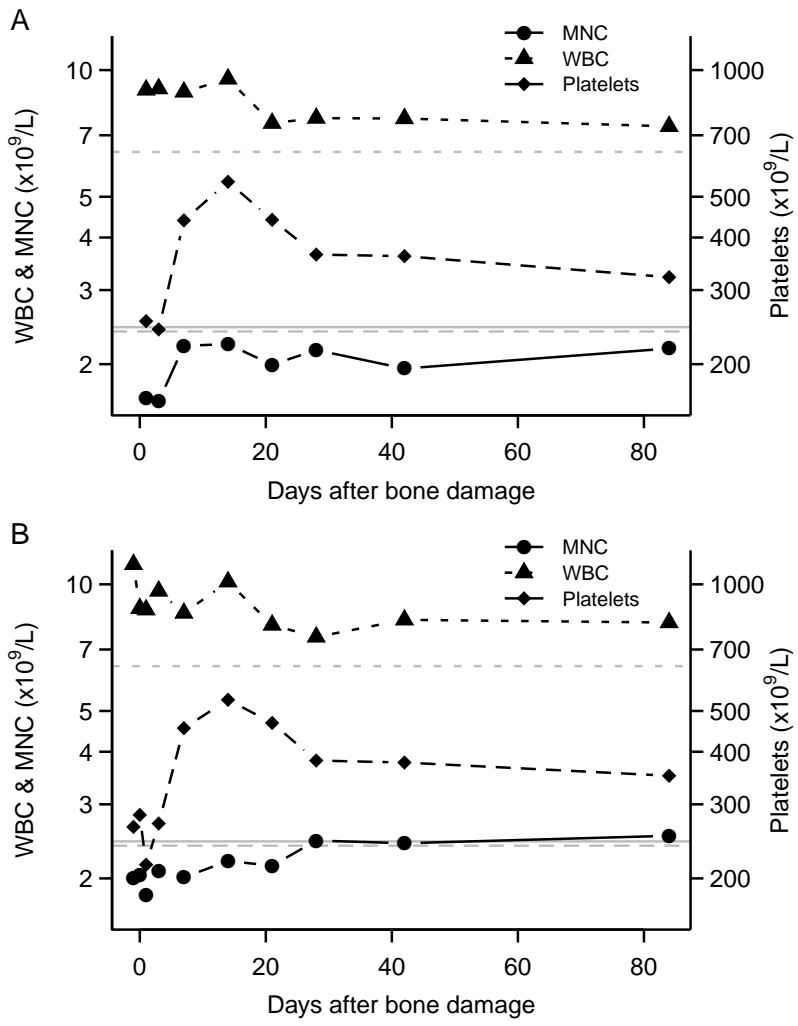 A
MNC
WBC
Platelets
WBC & MNC (x10⁹/L)
10
7
5
4
3
2
Platelets (x10⁹/L)
1000
700
500
400
300
200
0 20 40 60 80
Days after bone damage
B
MNC
WBC
Platelets
WBC & MNC (x10⁹/L)
10
7
5
4
3
2
Platelets (x10⁹/L)
1000
700
500
400
300
200
0 20 40 60 80
Days after bone damage